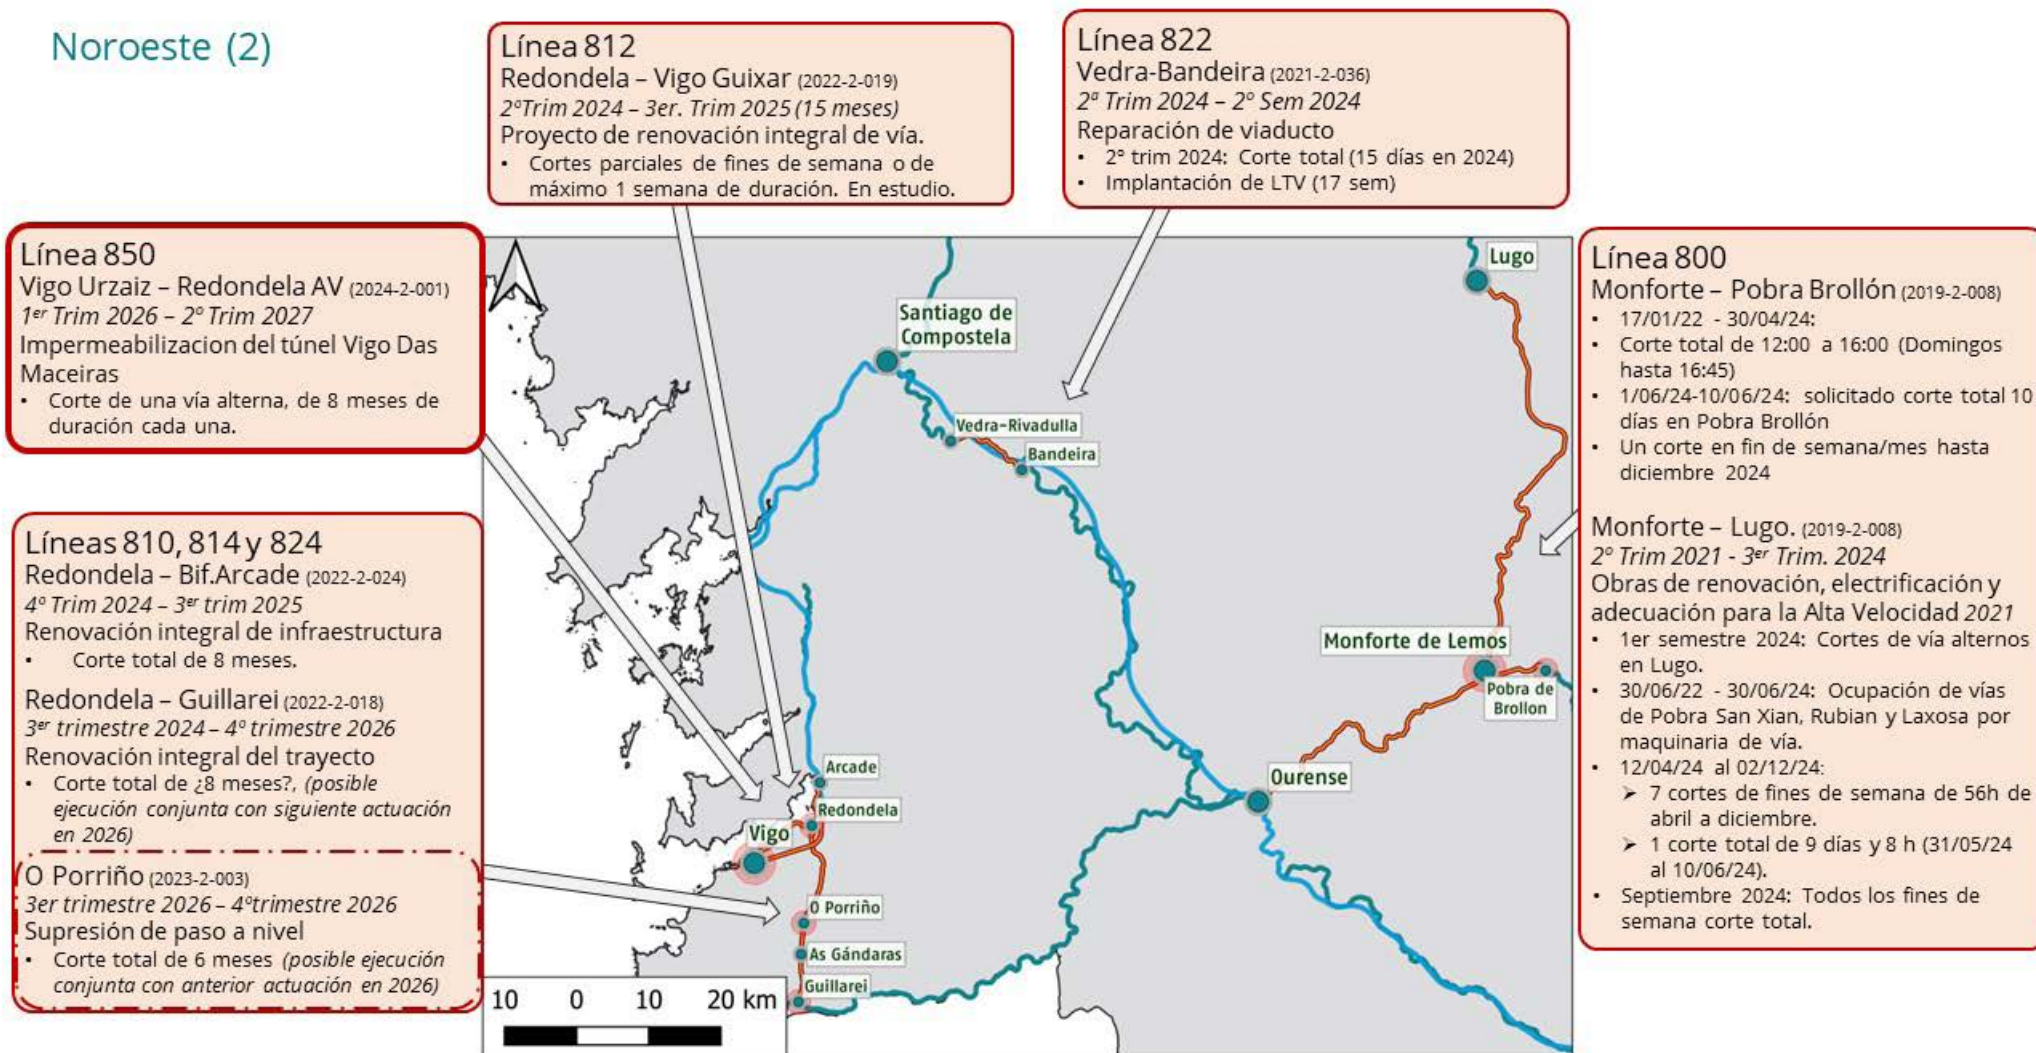 Noroeste (2)
Línea 812
Redondela – Vigo Guixar (2022-2-019)
2ºTrim 2024 – 3er. Trim 2025 (15 meses)
Proyecto de renovación integral de vía.
• Cortes parciales de fines de semana o de
máximo 1 semana de duración. En estudio.
Línea 822
Vedra-Bandeira (2021-2-036)
2º Trim 2024 – 2º Sem 2024
Reparación de viaducto
• 2º trim 2024: Corte total (15 días en 2024)
• Implantación de LTV (17 sem)
Línea 850
Vigo Urzaiz – Redondela AV (2024-2-001)
1er Trim 2026 – 2º Trim 2027
Impermeabilizacion del túnel Vigo Das
Maceiras
• Corte de una vía alterna, de 8 meses de
duración cada una.
Líneas 810, 814 y 824
Redondela – Bif.Arcade (2022-2-024)
4º Trim 2024 – 3er trim 2025
Renovación integral de infraestructura
• Corte total de 8 meses.
Redondela – Guillarei (2022-2-018)
3er trimestre 2024 – 4º trimestre 2026
Renovación integral del trayecto
• Corte total de ¿8 meses?, (posible
ejecución conjunta con siguiente actuación
en 2026)
O Porriño (2023-2-003)
3er trimestre 2026 – 4ºtrimestre 2026
Supresión de paso a nivel
• Corte total de 6 meses (posible ejecución
conjunta con anterior actuación en 2026)
Línea 800
Monforte – Pobra Brollón (2019-2-008)
• 17/01/22 - 30/04/24:
• Corte total de 12:00 a 16:00 (Domingos
hasta 16:45)
• 1/06/24-10/06/24: solicitado corte total 10
días en Pobra Brollón
• Un corte en fin de semana/mes hasta
diciembre 2024
Monforte – Lugo. (2019-2-008)
2º Trim 2021 - 3er Trim. 2024
Obras de renovación, electrificación y
adecuación para la Alta Velocidad 2021
• 1er semestre 2024: Cortes de vía alternos
en Lugo.
• 30/06/22 - 30/06/24: Ocupación de vías
de Pobra San Xian, Rubian y Laxosa por
maquinaria de vía.
• 12/04/24 al 02/12/24:
➢ 7 cortes de fines de semana de 56h de
abril a diciembre.
➢ 1 corte total de 9 días y 8 h (31/05/24
al 10/06/24).
• Septiembre 2024: Todos los fines de
semana corte total.
Lugo
Santiago de
Compostela
Vedra-Rivadulla
Bandeira
Monforte de Lemos
Pobra de
Brollon
Arcade
Ourense
Redondela
Vigo
O Porriño
As Gándaras
Guillarei
10 0 10 20 km